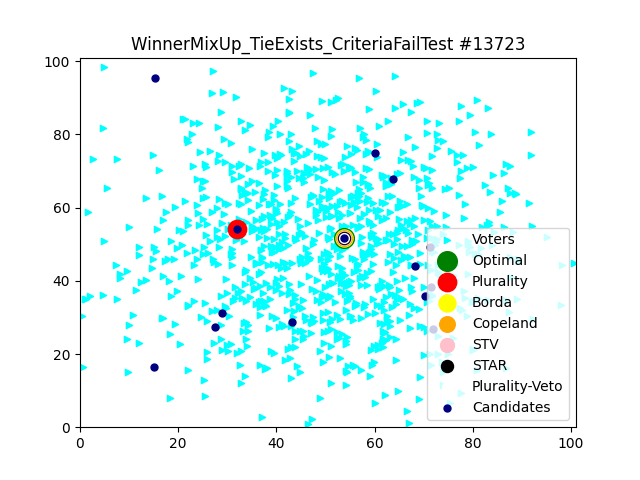 WinnerMixUp_TieExists_CriteriaFailTest #13723
100
80
60
40
20
0
0 20 40 60 80 100
Voters
Optimal
Plurality
Borda
Copeland
STV
STAR
Plurality-Veto
Candidates